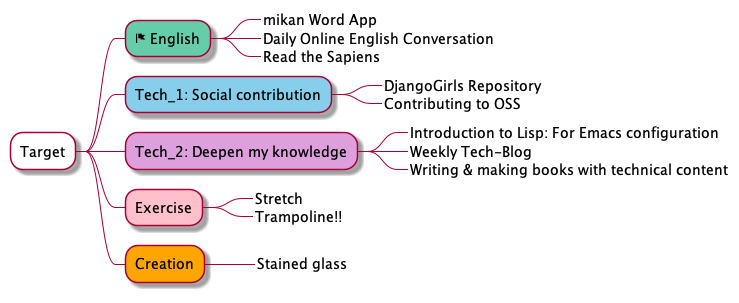 Target
English
mikan Word App
Daily Online English Conversation
Read the Sapiens
Tech_1: Social contribution
DjangoGirls Repository
Contributing to OSS
Tech_2: Deepen my knowledge
Introduction to Lisp: For Emacs configuration
Weekly Tech-Blog
Writing & making books with technical content
Exercise
Stretch
Trampoline!!
Creation
Stained glass